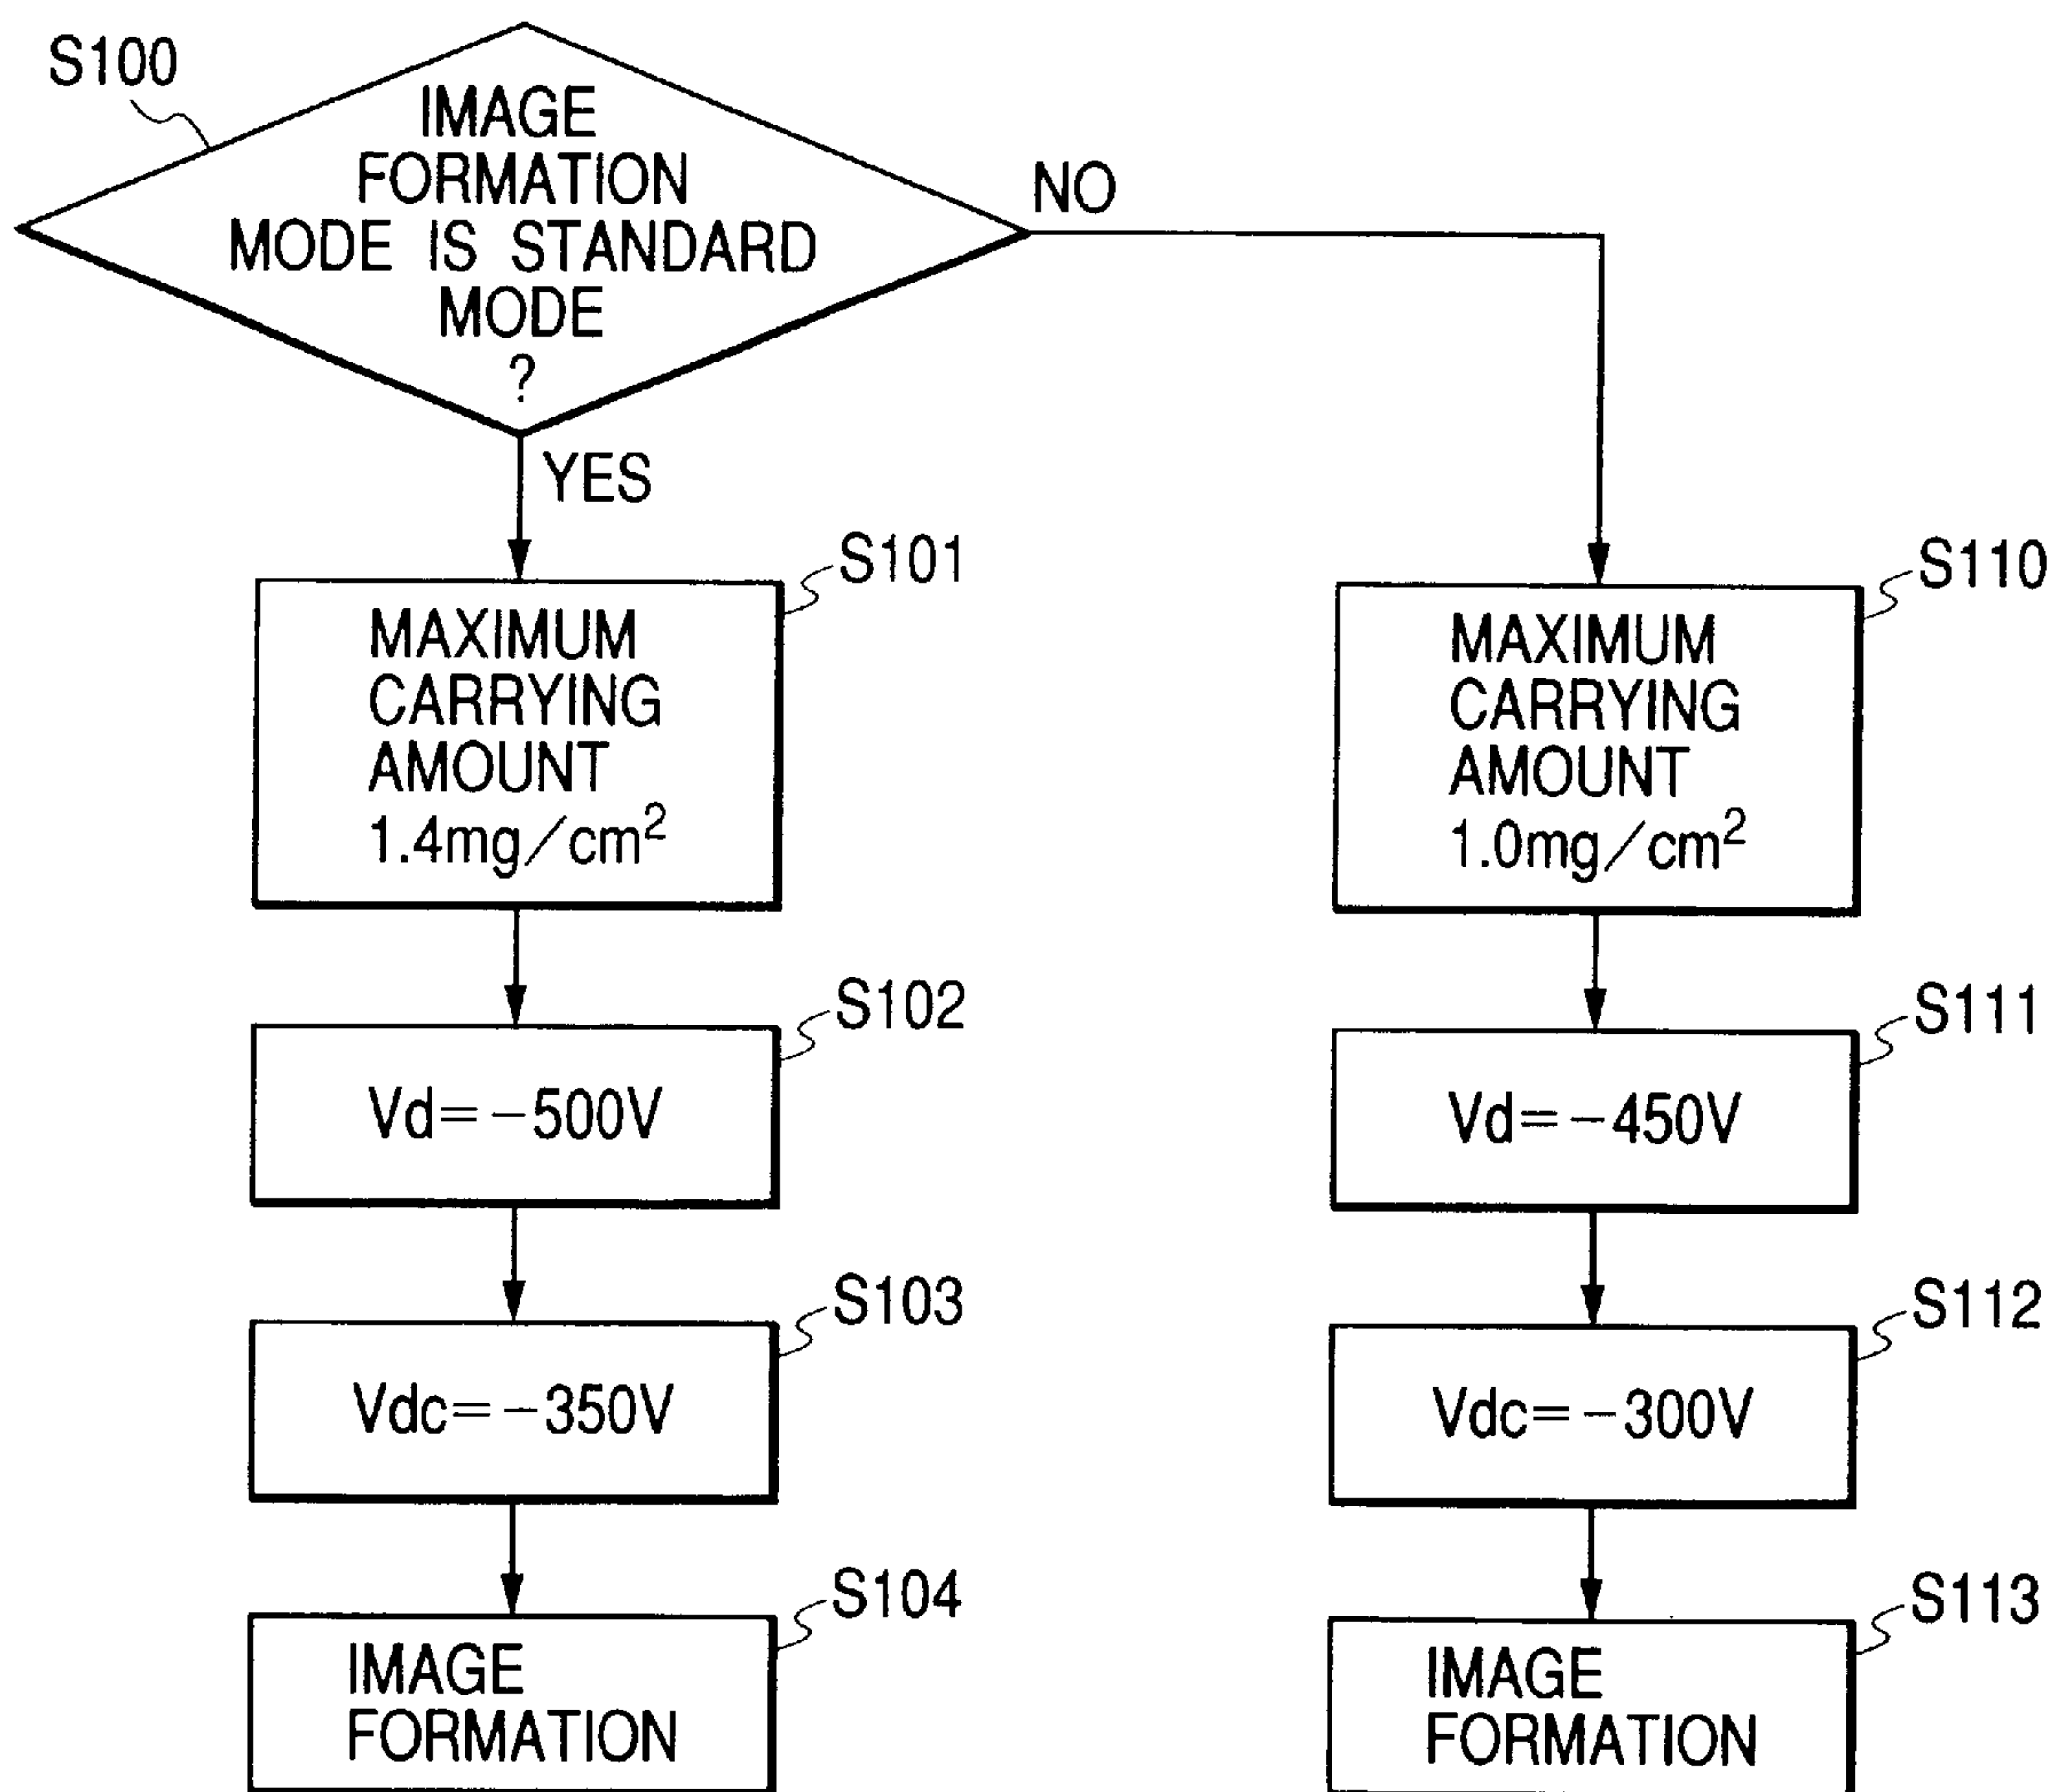 S100
IMAGE
FORMATION
MODE IS STANDARD
MODE
?
NO
YES
S101
MAXIMUM
CARRYING
AMOUNT
1.4mg/cm²
S102
Vd=−500V
S103
Vdc=−350V
S104
IMAGE
FORMATION
S110
MAXIMUM
CARRYING
AMOUNT
1.0mg/cm²
S111
Vd=−450V
S112
Vdc=−300V
S113
IMAGE
FORMATION